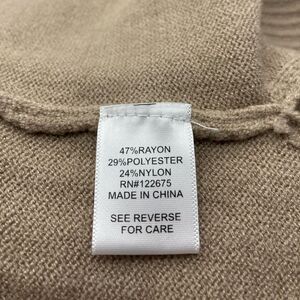 47%RAYON
29%POLYESTER
24%NYLON
RN#122675
MADE IN CHINA
SEE REVERSE
FOR CARE